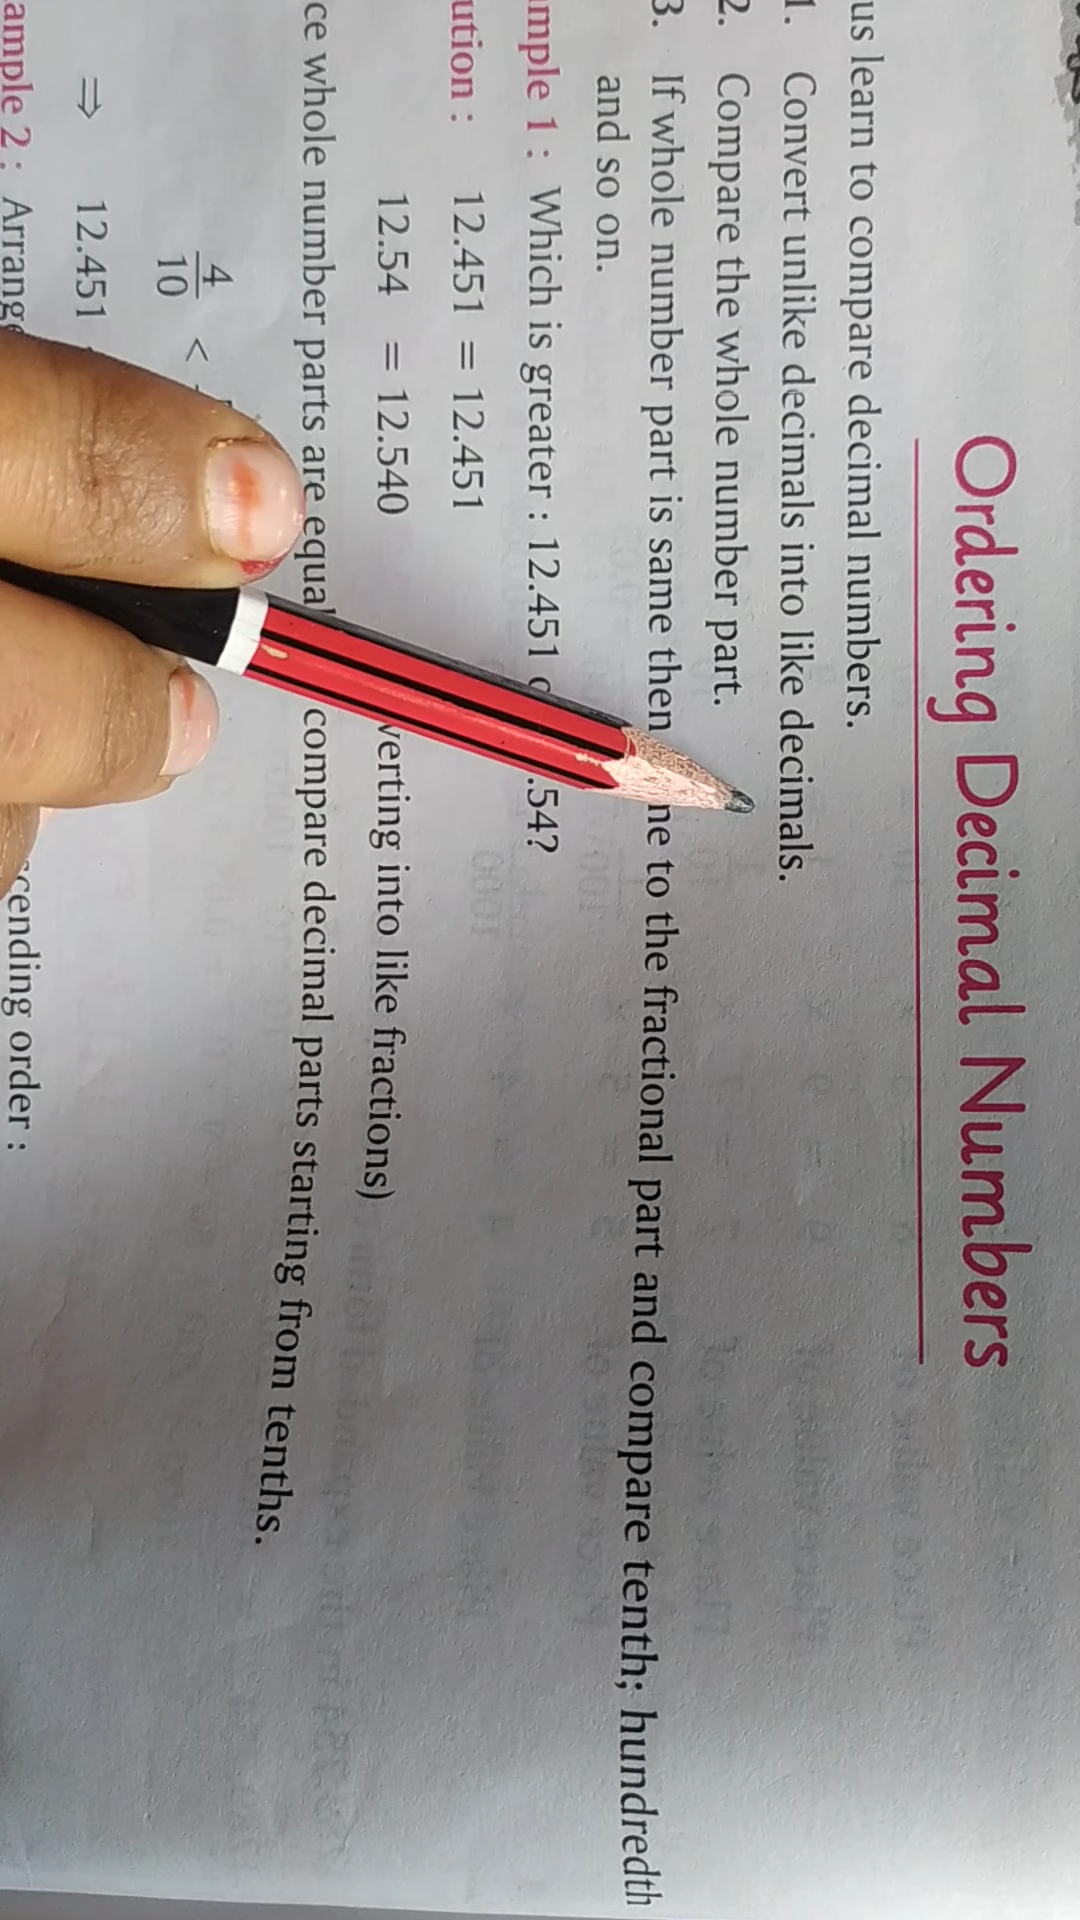 Ordering Decimal Numbers
us learn to compare decimal numbers.
1. Convert unlike decimals into like decimals.
2. Compare the whole number part.
3. If whole number part is same then to the fractional part and compare tenth; hundredth
and so on.
mple 1 : Which is greater : 12.451 .54?
ution : 12.451 = 12.451
12.54 = 12.540 verting into like fractions)
ce whole number parts are equal compare decimal parts starting from tenths.
4/10 <
⇒ 12.451
ample 2 : Arrange cending order :